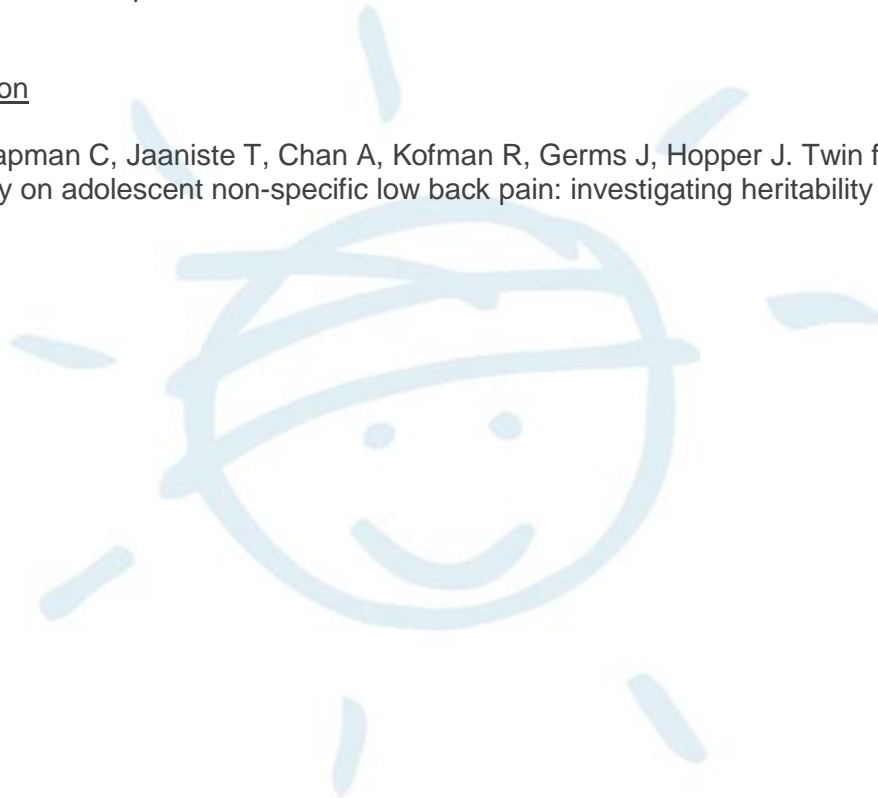 on
apman C, Jaaniste T, Chan A, Kofman R, Germs J, Hopper J. Twin f
y on adolescent non-specific low back pain: investigating heritability